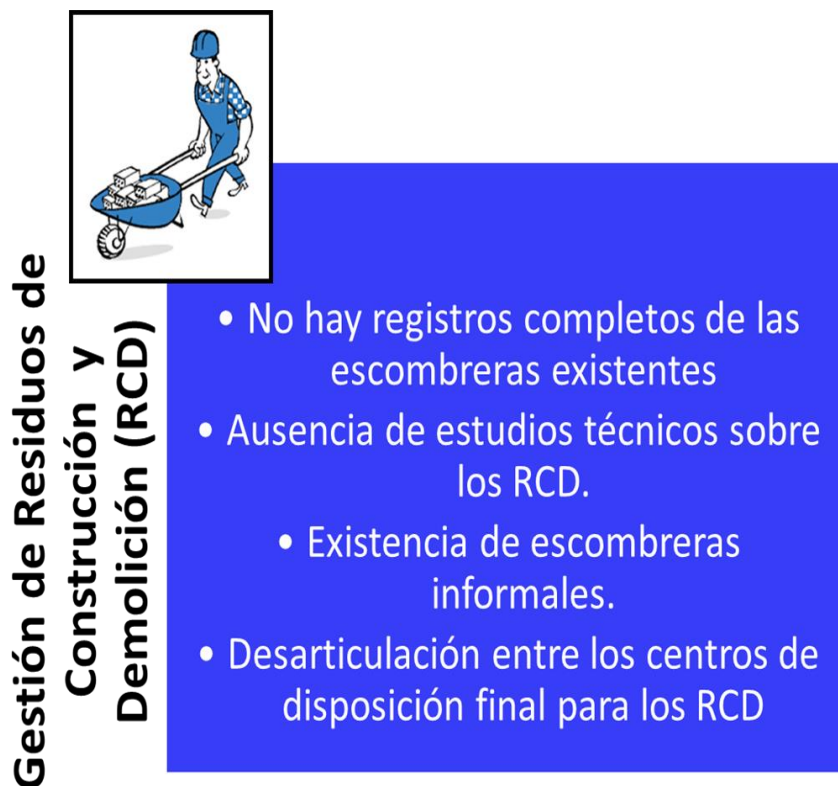 Gestión de Residuos de
Construcción y
Demolición (RCD)
• No hay registros completos de las
escombreras existentes
• Ausencia de estudios técnicos sobre
los RCD.
• Existencia de escombreras
informales.
• Desarticulación entre los centros de
disposición final para los RCD